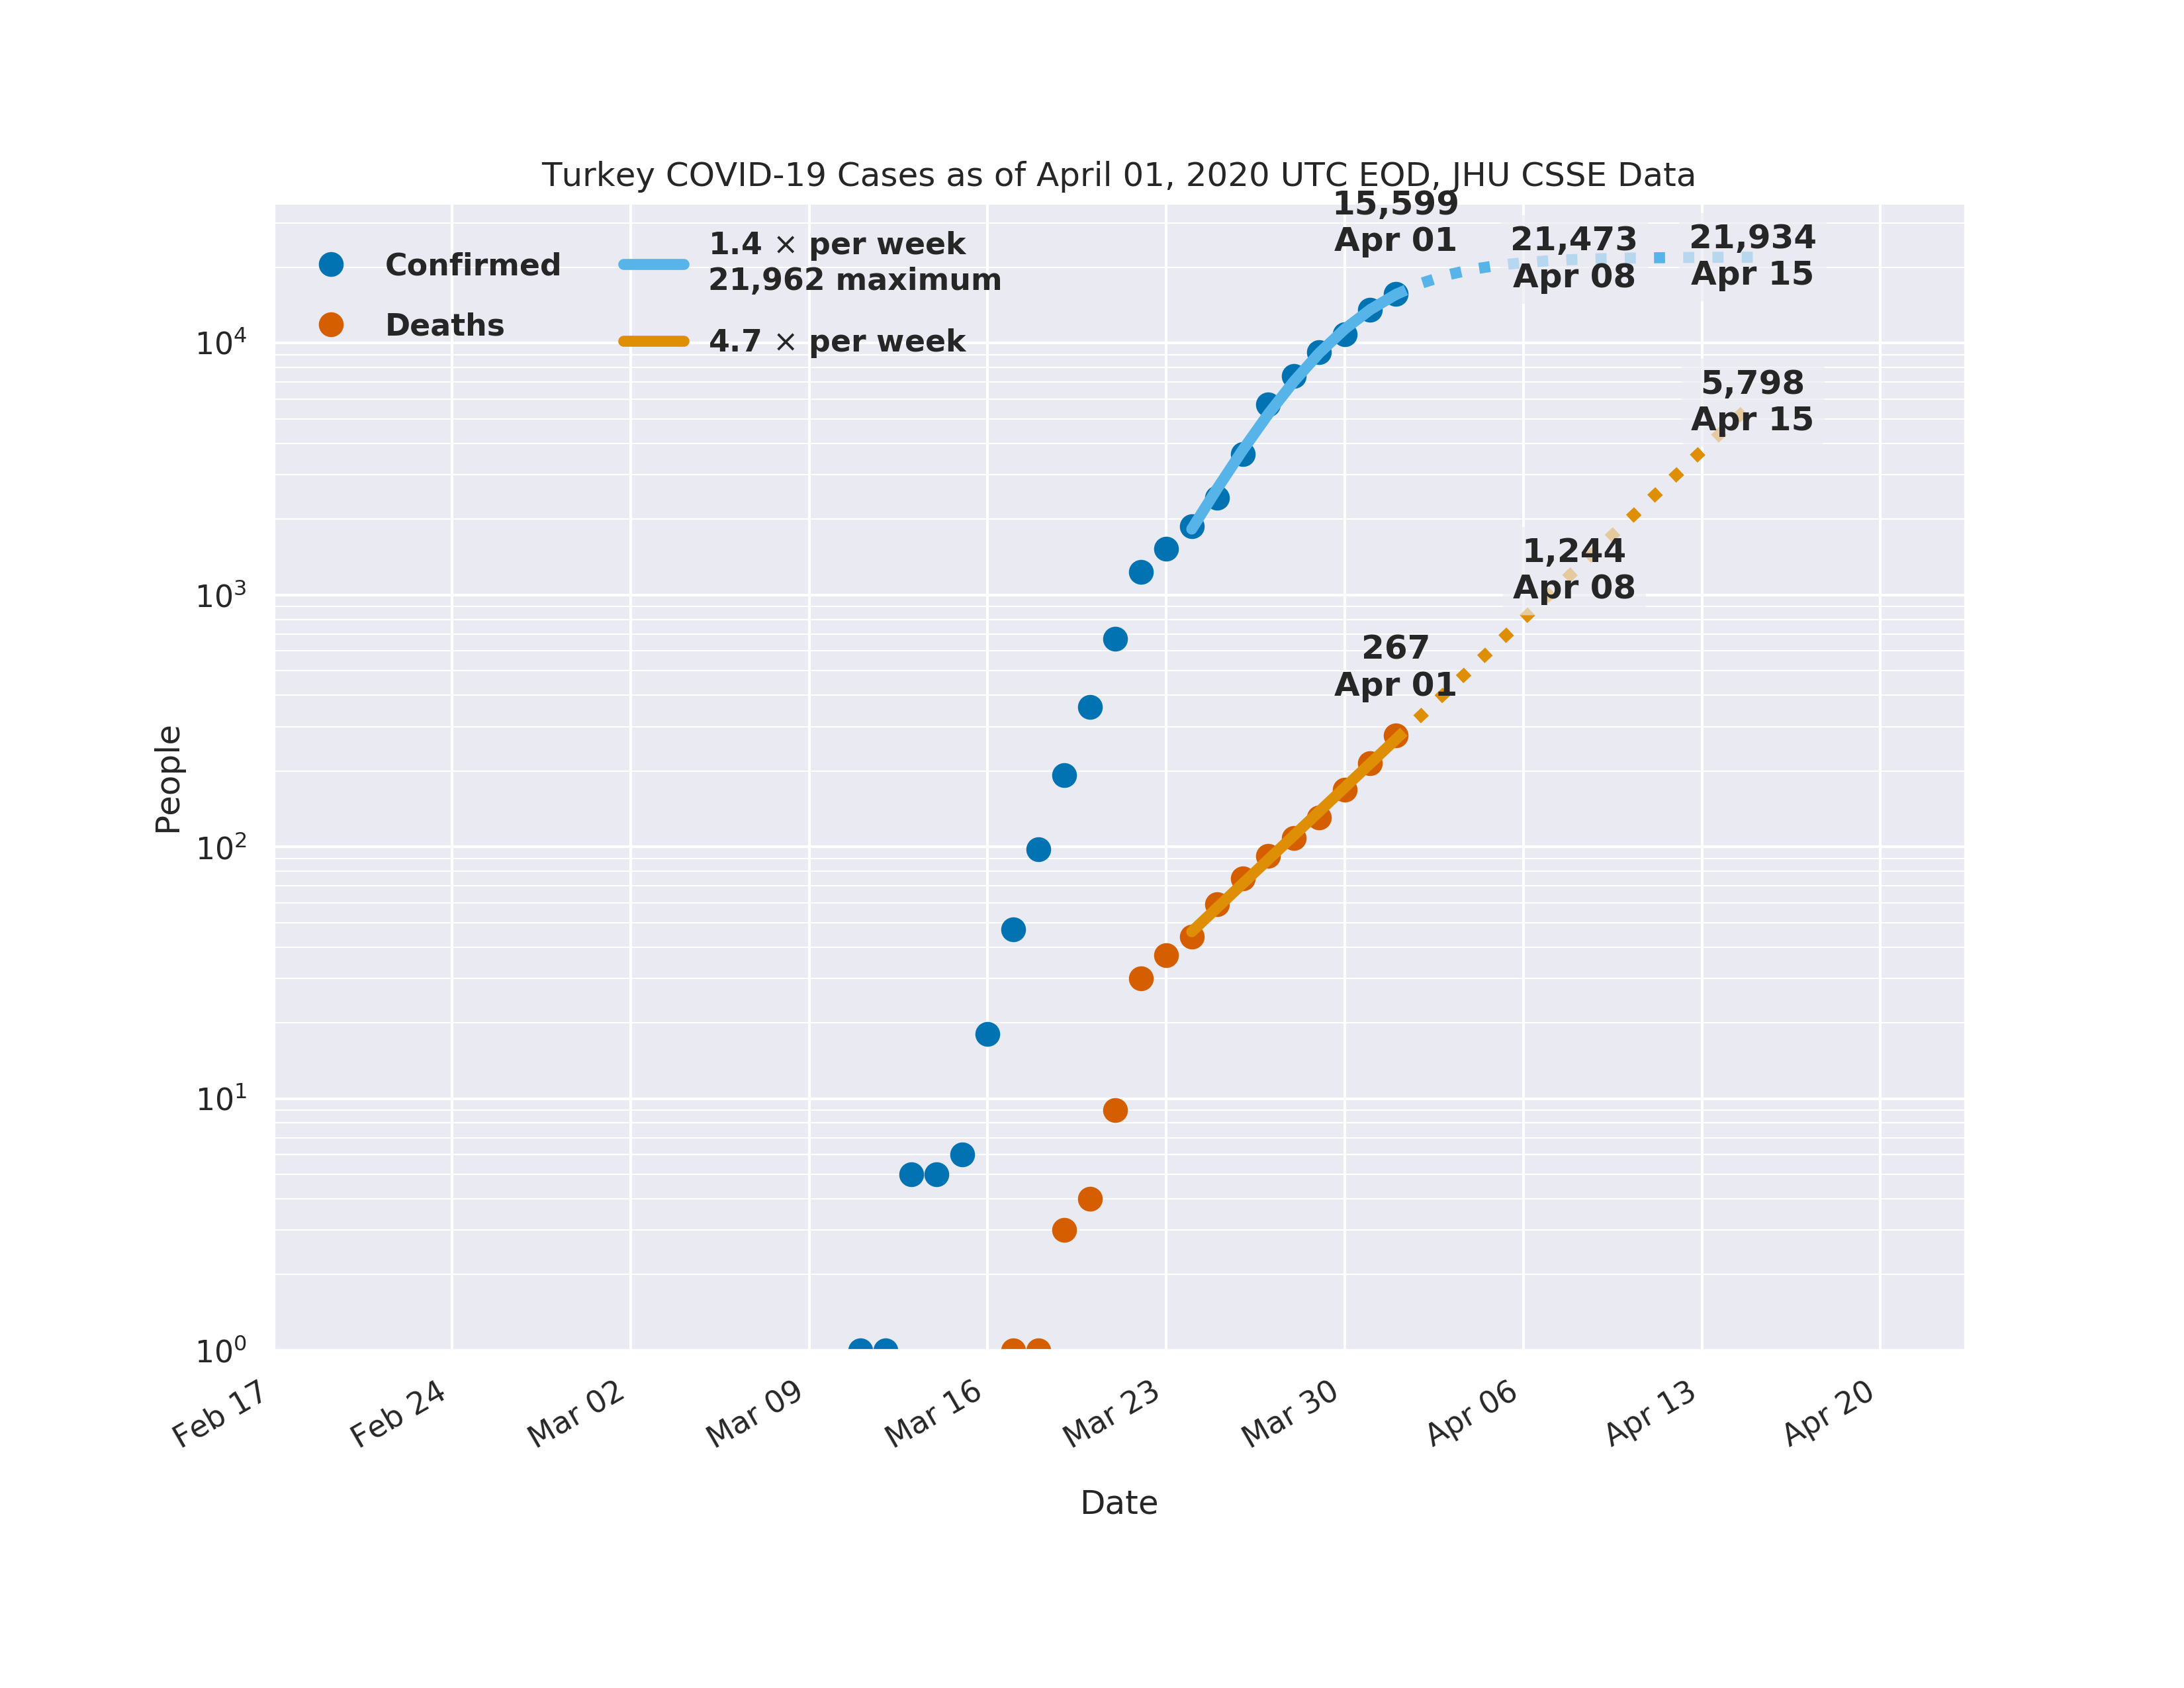 Turkey COVID-19 Cases as of April 01, 2020 UTC EOD, JHU CSSE Data
Confirmed
Deaths
1.4 × per week
21,962 maximum
4.7 × per week
15,599
Apr 01
21,473
Apr 08
21,934
Apr 15
5,798
Apr 15
1,244
Apr 08
267
Apr 01
People
10⁴
10³
10²
10¹
10⁰
Feb 17
Feb 24
Mar 02
Mar 09
Mar 16
Mar 23
Mar 30
Apr 06
Apr 13
Apr 20
Date